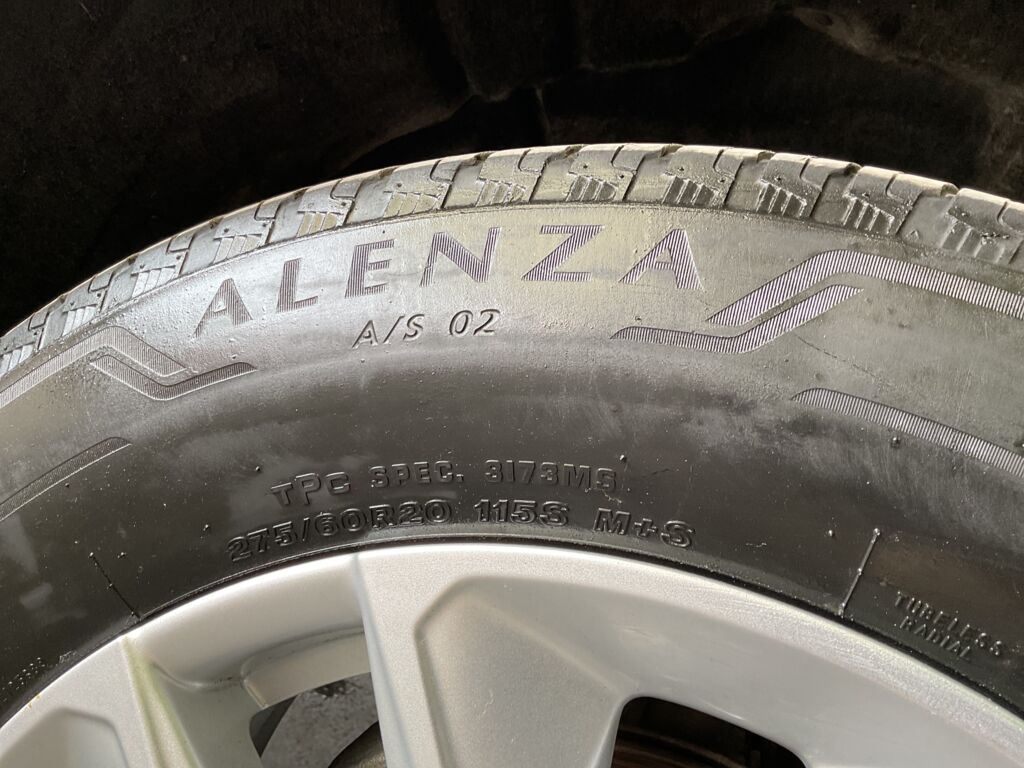 ALENZA
A/S 02
TPC SPEC. 3173MS
275/60R20 115S M+S
TUBELESS
RADIAL